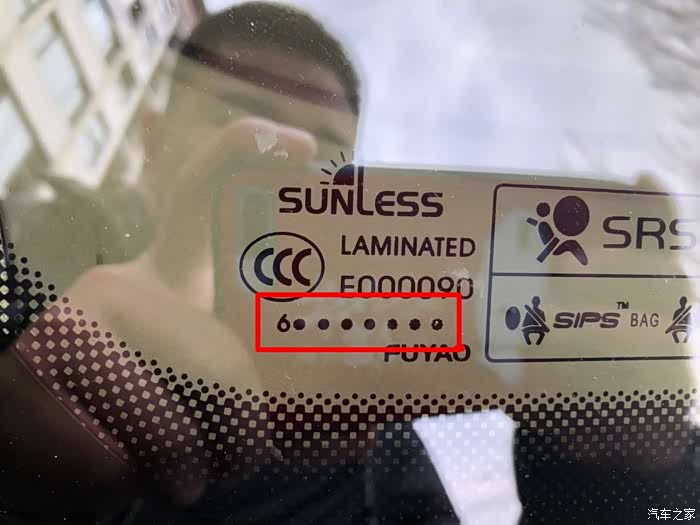 SUNLESS
CCC
LAMINATED
E000090
6●●●●●●●
FUYAO
SRS
SIPS™ BAG
汽车之家